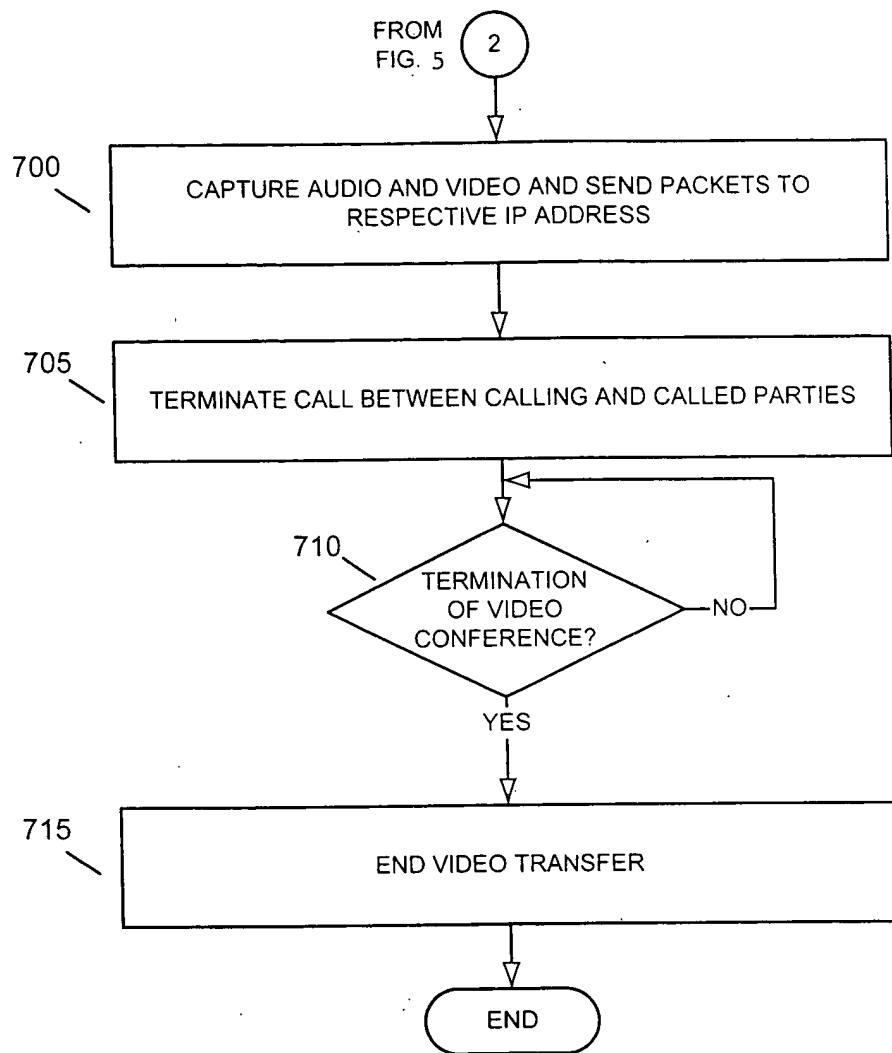 FROM
FIG. 5
2
700
CAPTURE AUDIO AND VIDEO AND SEND PACKETS TO
RESPECTIVE IP ADDRESS
705
TERMINATE CALL BETWEEN CALLING AND CALLED PARTIES
710
TERMINATION
OF VIDEO
CONFERENCE?
NO
YES
715
END VIDEO TRANSFER
END